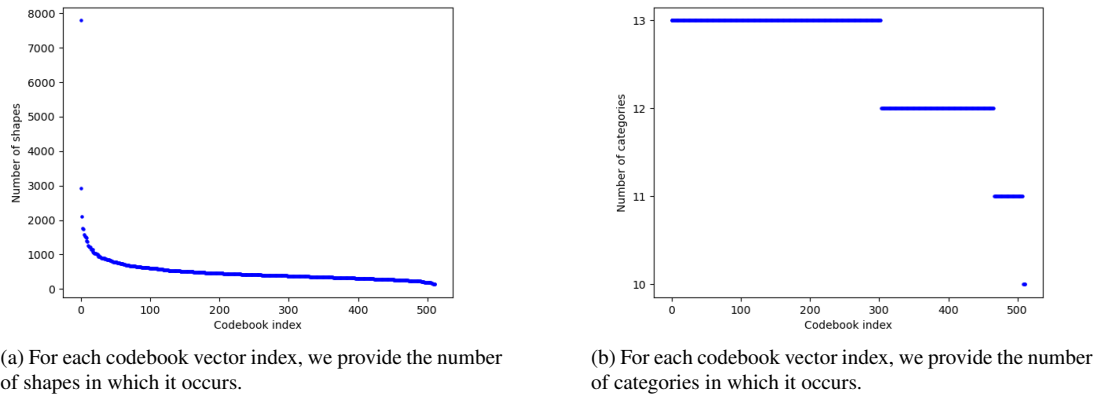 8000
7000
6000
5000
4000
3000
2000
1000
0
Number of shapes
0 100 200 300 400 500
Codebook index
(a) For each codebook vector index, we provide the number
of shapes in which it occurs.
13
12
11
10
Number of categories
0 100 200 300 400 500
Codebook index
(b) For each codebook vector index, we provide the number
of categories in which it occurs.